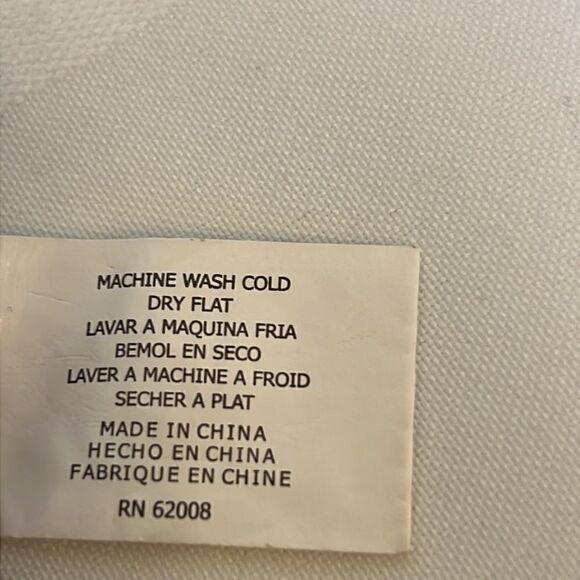 MACHINE WASH COLD
DRY FLAT
LAVAR A MAQUINA FRIA
BEMOL EN SECO
LAVER A MACHINE A FROID
SECHER A PLAT
MADE IN CHINA
HECHO EN CHINA
FABRIQUE EN CHINE
RN 62008